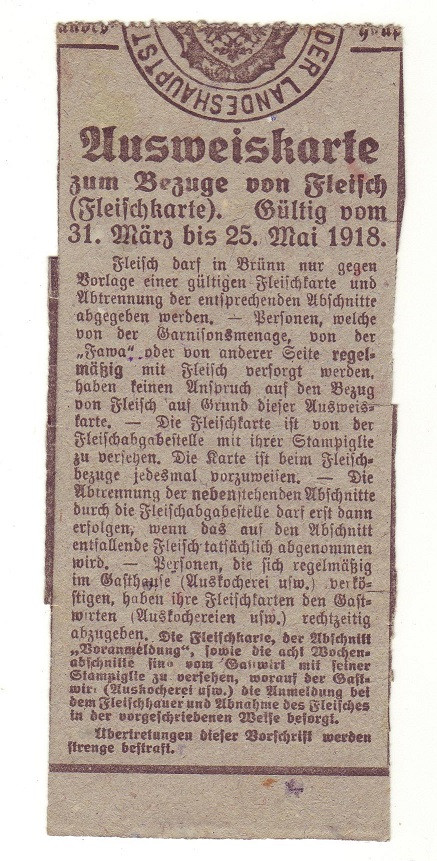 DER LANDESHAUPTST
Ausweiskarte
zum Bezuge von Fleisch
(Fleischkarte). Gültig vom
31. März bis 25. Mai 1918.
Fleisch darf in Brünn nur gegen
Vorlage einer gültigen Fleischkarte und
Abtrennung der entsprechenden Abschnitte
abgegeben werden. — Personen, welche
von der Garnisonsmenage, von der
„Fawa" oder von anderer Seite regel-
mäßig mit Fleisch versorgt werden,
haben keinen Anspruch auf den Bezug
von Fleisch auf Grund dieser Ausweis-
karte. — Die Fleischkarte ist von der
Fleischabgabestelle mit ihrer Stampiglie
zu versehen. Die Karte ist beim Fleisch-
bezuge jedesmal vorzuweisen. — Die
Abtrennung der nebenstehenden Abschnitte
durch die Fleischabgabestelle darf erst dann
erfolgen, wenn das auf den Abschnitt
entfallende Fleisch tatsächlich abgenommen
wird. — Personen, die sich regelmäßig
im Gasthause (Auskocherei usw.) verkö-
stigen, haben ihre Fleischkarten den Gast-
wirten (Auskochereien usw.) rechtzeitig
abzugeben. Die Fleischkarte, der Abschnitt
„Voranmeldung", sowie die acht Wochen-
abschnitte sind vom Gastwirt mit seiner
Stampiglie zu versehen, worauf der Gast-
wirt (Auskocherei usw.) die Anmeldung bei
dem Fleischhauer und Abnahme des Fleisches
in der vorgeschriebenen Weise besorgt.
Übertretungen dieser Vorschrift werden
strenge bestraft.